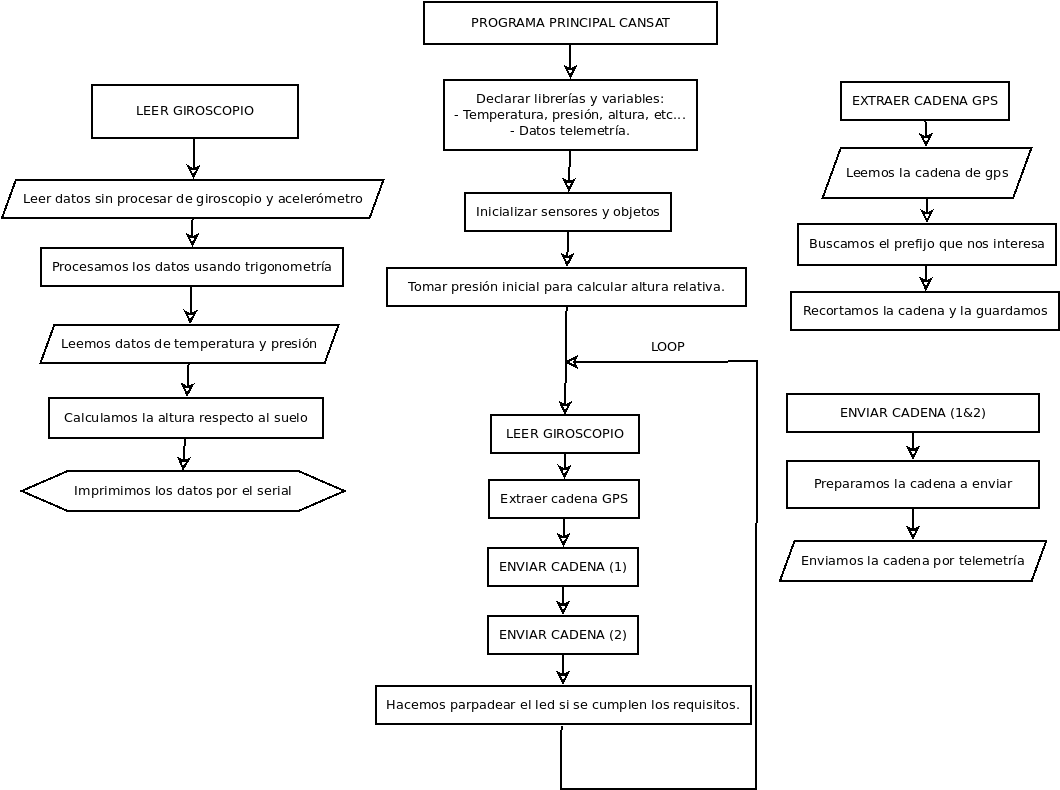 PROGRAMA PRINCIPAL CANSAT
Declarar librerías y variables:
- Temperatura, presión, altura, etc...
- Datos telemetría.
Inicializar sensores y objetos
Tomar presión inicial para calcular altura relativa.
LOOP
LEER GIROSCOPIO
Extraer cadena GPS
ENVIAR CADENA (1)
ENVIAR CADENA (2)
Hacemos parpadear el led si se cumplen los requisitos.
LEER GIROSCOPIO
Leer datos sin procesar de giroscopio y acelerómetro
Procesamos los datos usando trigonometría
Leemos datos de temperatura y presión
Calculamos la altura respecto al suelo
Imprimimos los datos por el serial
EXTRAER CADENA GPS
Leemos la cadena de gps
Buscamos el prefijo que nos interesa
Recortamos la cadena y la guardamos
ENVIAR CADENA (1&2)
Preparamos la cadena a enviar
Enviamos la cadena por telemetría